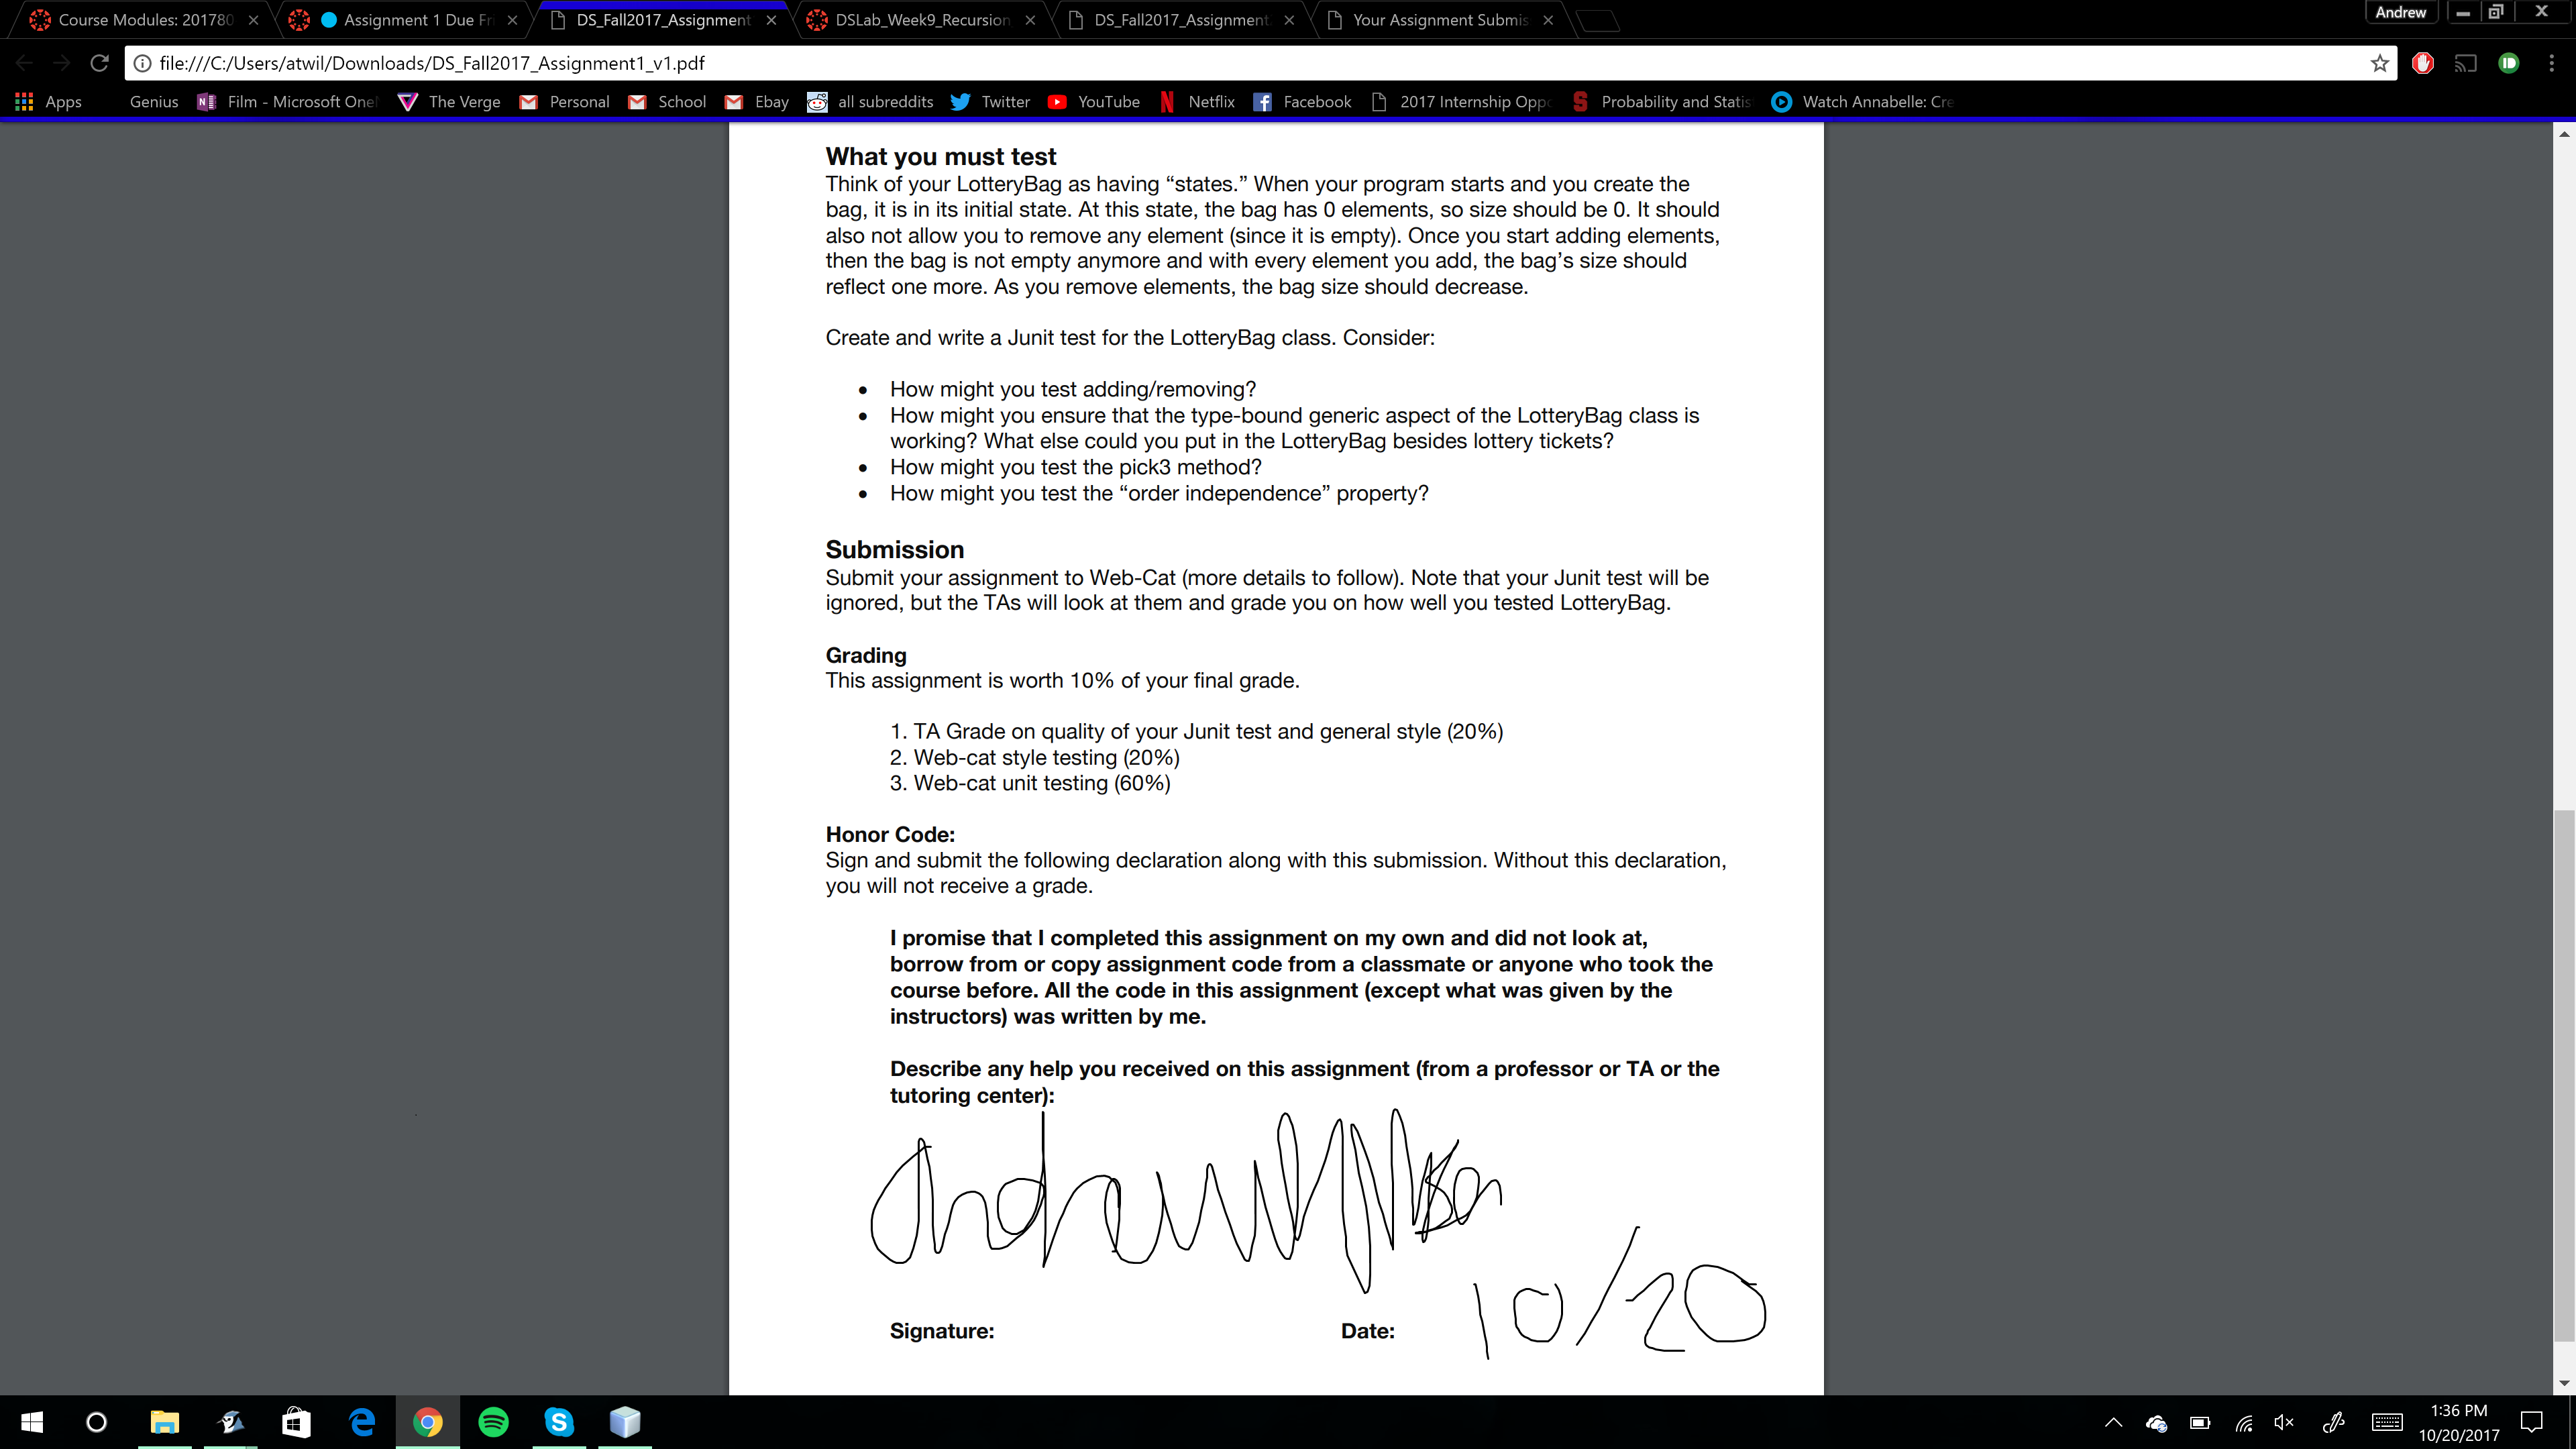 Course Modules: 201780
Assignment 1 Due Fri
DS_Fall2017_Assignment
DSLab_Week9_Recursion
DS_Fall2017_Assignment
Your Assignment Submis
Andrew
file:///C:/Users/atwil/Downloads/DS_Fall2017_Assignment1_v1.pdf
Apps Genius Film - Microsoft One The Verge Personal School Ebay all subreddits Twitter YouTube Netflix Facebook 2017 Internship Oppo Probability and Statis Watch Annabelle: Cre
What you must test
Think of your LotteryBag as having “states.” When your program starts and you create the
bag, it is in its initial state. At this state, the bag has 0 elements, so size should be 0. It should
also not allow you to remove any element (since it is empty). Once you start adding elements,
then the bag is not empty anymore and with every element you add, the bag’s size should
reflect one more. As you remove elements, the bag size should decrease.
Create and write a Junit test for the LotteryBag class. Consider:
• How might you test adding/removing?
• How might you ensure that the type-bound generic aspect of the LotteryBag class is
working? What else could you put in the LotteryBag besides lottery tickets?
• How might you test the pick3 method?
• How might you test the “order independence” property?
Submission
Submit your assignment to Web-Cat (more details to follow). Note that your Junit test will be
ignored, but the TAs will look at them and grade you on how well you tested LotteryBag.
Grading
This assignment is worth 10% of your final grade.
1. TA Grade on quality of your Junit test and general style (20%)
2. Web-cat style testing (20%)
3. Web-cat unit testing (60%)
Honor Code:
Sign and submit the following declaration along with this submission. Without this declaration,
you will not receive a grade.
I promise that I completed this assignment on my own and did not look at,
borrow from or copy assignment code from a classmate or anyone who took the
course before. All the code in this assignment (except what was given by the
instructors) was written by me.
Describe any help you received on this assignment (from a professor or TA or the
tutoring center):
Andrew
10/20
Signature: Date:
1:36 PM
10/20/2017